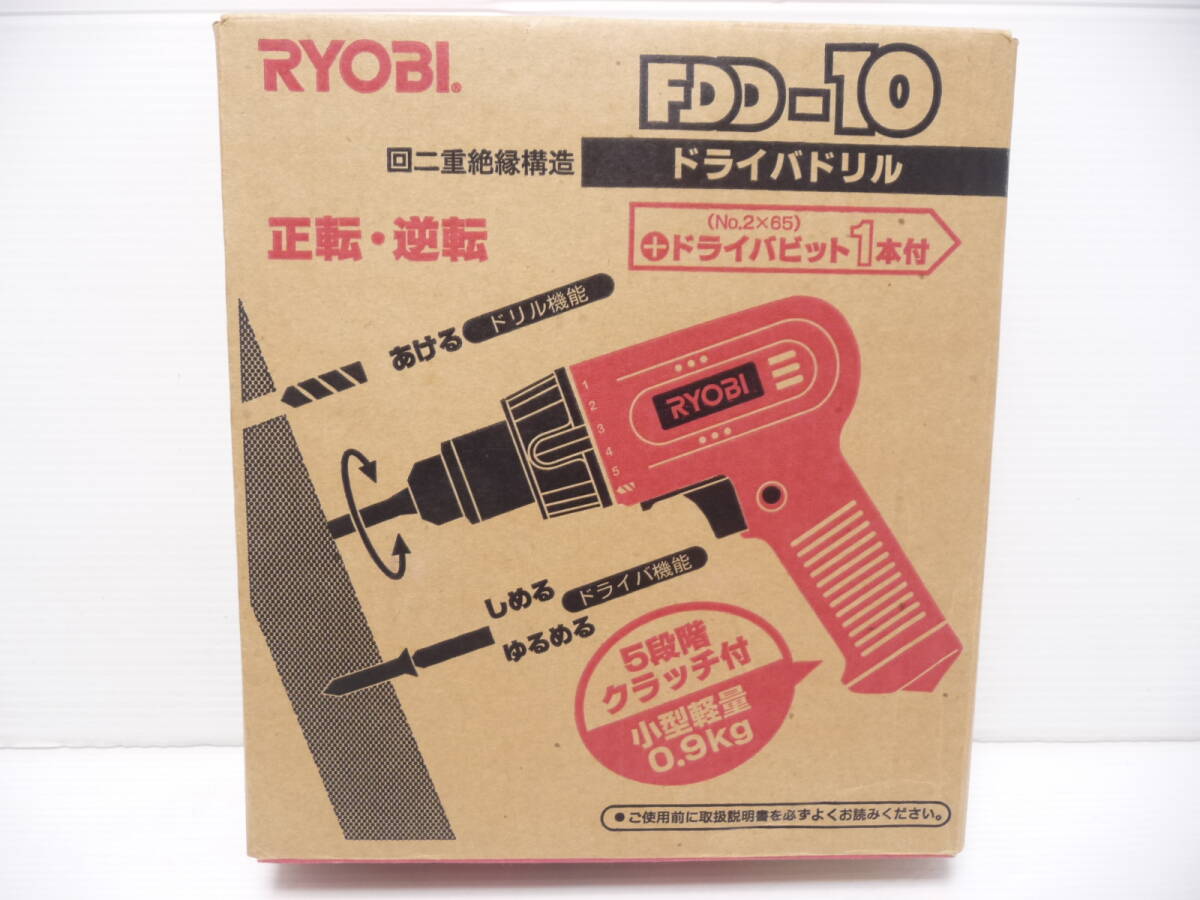 RYOBI®
FDD-10
回二重絶縁構造
ドライバドリル
正転・逆転
(No.2×65)
⊕ドライバビット1本付
あける
ドリル機能
1
2
3
4
5
RYOBI
しめる
ゆるめる
ドライバ機能
5段階
クラッチ付
小型軽量
0.9kg
●ご使用前に取扱説明書を必ずよくお読みください。